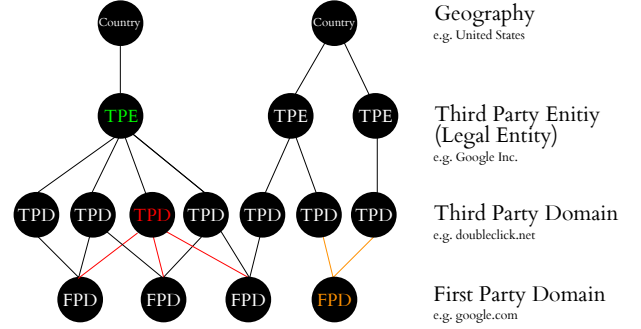 Country
Country
Geography
e.g. United States
TPE
TPE
TPE
Third Party Enitiy
(Legal Entity)
e.g. Google Inc.
TPD
TPD
TPD
TPD
TPD
TPD
TPD
Third Party Domain
e.g. doubleclick.net
FPD
FPD
FPD
FPD
First Party Domain
e.g. google.com